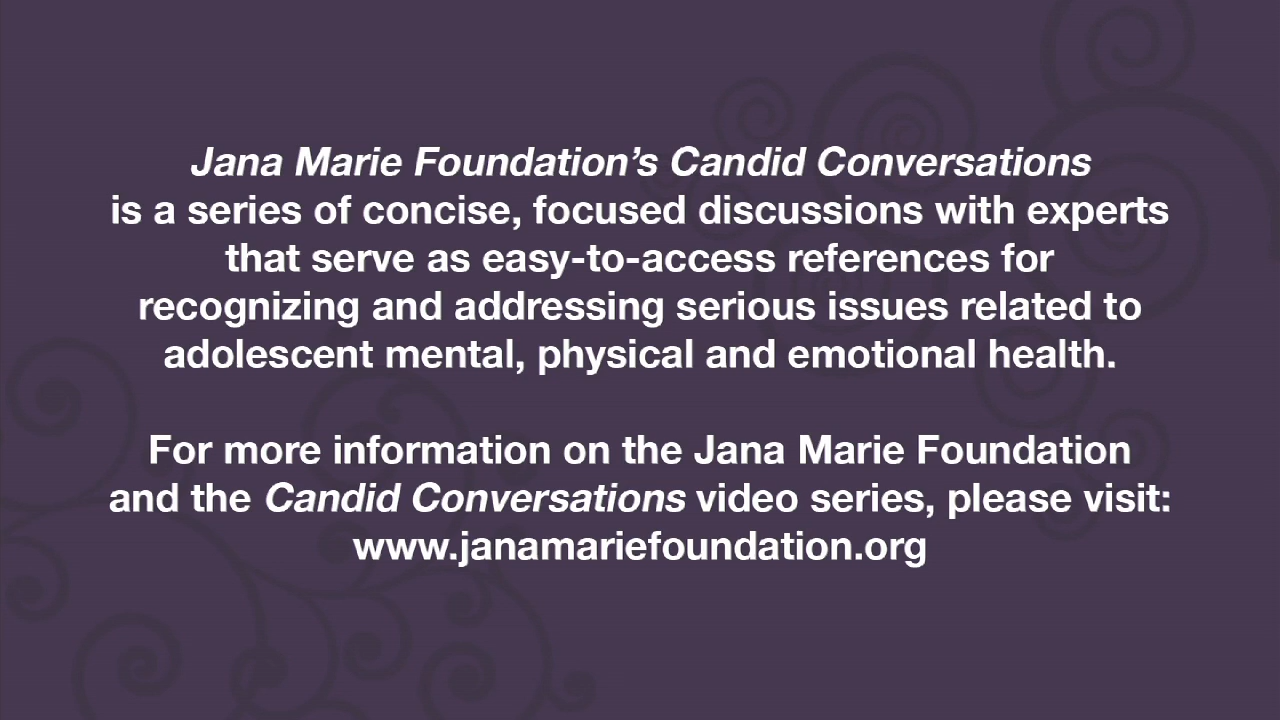 Jana Marie Foundation’s Candid Conversations
is a series of concise, focused discussions with experts
that serve as easy-to-access references for
recognizing and addressing serious issues related to
adolescent mental, physical and emotional health.
For more information on the Jana Marie Foundation
and the Candid Conversations video series, please visit:
www.janamariefoundation.org